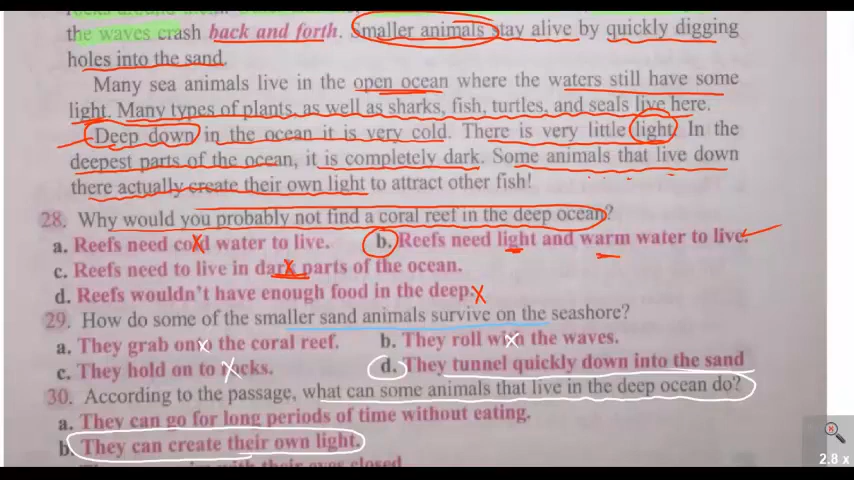 the waves crash back and forth. Smaller animals stay alive by quickly digging
holes into the sand.
Many sea animals live in the open ocean where the waters still have some
light. Many types of plants, as well as sharks, fish, turtles, and seals live here.
Deep down in the ocean it is very cold. There is very little light. In the
deepest parts of the ocean, it is completely dark. Some animals that live down
there actually create their own light to attract other fish!
28. Why would you probably not find a coral reef in the deep ocean?
a. Reefs need cold water to live. b. Reefs need light and warm water to live.
c. Reefs need to live in dark parts of the ocean.
d. Reefs wouldn't have enough food in the deep.
29. How do some of the smaller sand animals survive on the seashore?
a. They grab onto the coral reef. b. They roll with the waves.
c. They hold on to rocks. d. They tunnel quickly down into the sand
30. According to the passage, what can some animals that live in the deep ocean do?
a. They can go for long periods of time without eating.
b. They can create their own light.
with their eyes closed
2.8 x